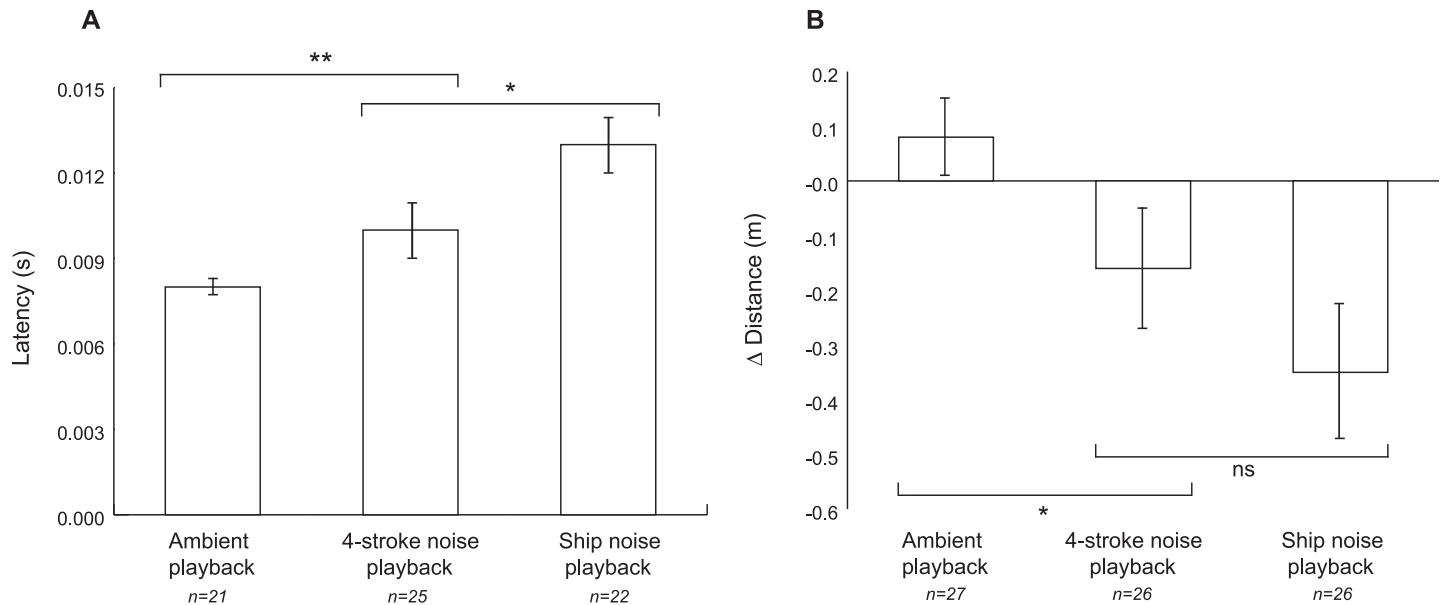 A
**
*
0.015
0.012
0.009
0.006
0.003
0.000
Latency (s)
Ambient playback
n=21
4-stroke noise playback
n=25
Ship noise playback
n=22
B
0.2
0.1
-0.0
-0.1
-0.2
-0.3
-0.4
-0.5
-0.6
Δ Distance (m)
ns
*
Ambient playback
n=27
4-stroke noise playback
n=26
Ship noise playback
n=26